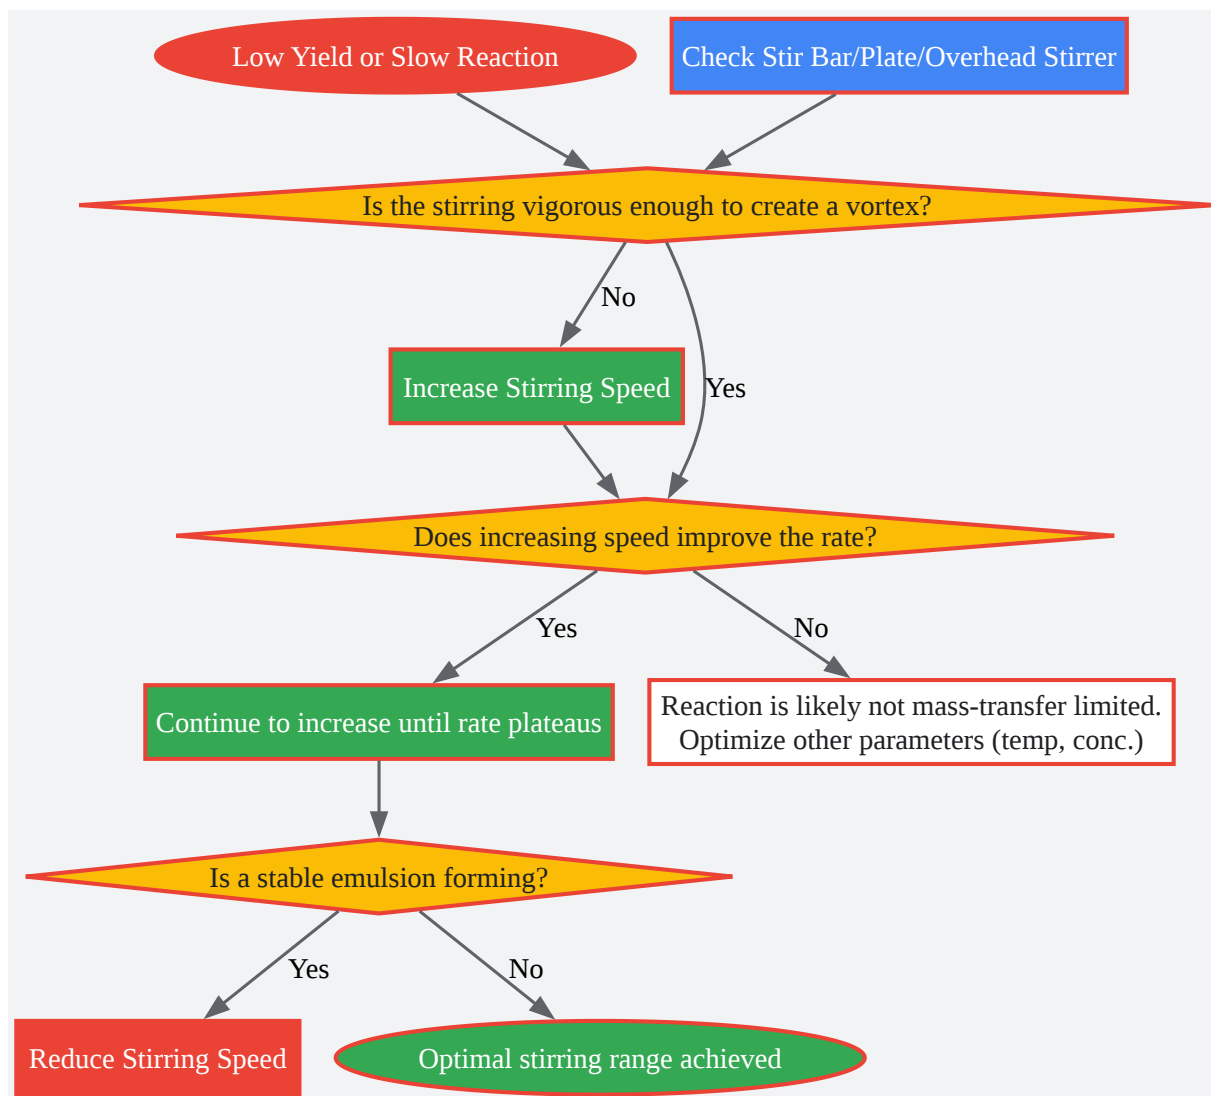 Low Yield or Slow Reaction
Check Stir Bar/Plate/Overhead Stirrer
Is the stirring vigorous enough to create a vortex?
No
Increase Stirring Speed
Yes
Does increasing speed improve the rate?
Yes
No
Continue to increase until rate plateaus
Reaction is likely not mass-transfer limited.
Optimize other parameters (temp, conc.)
Is a stable emulsion forming?
Yes
No
Reduce Stirring Speed
Optimal stirring range achieved